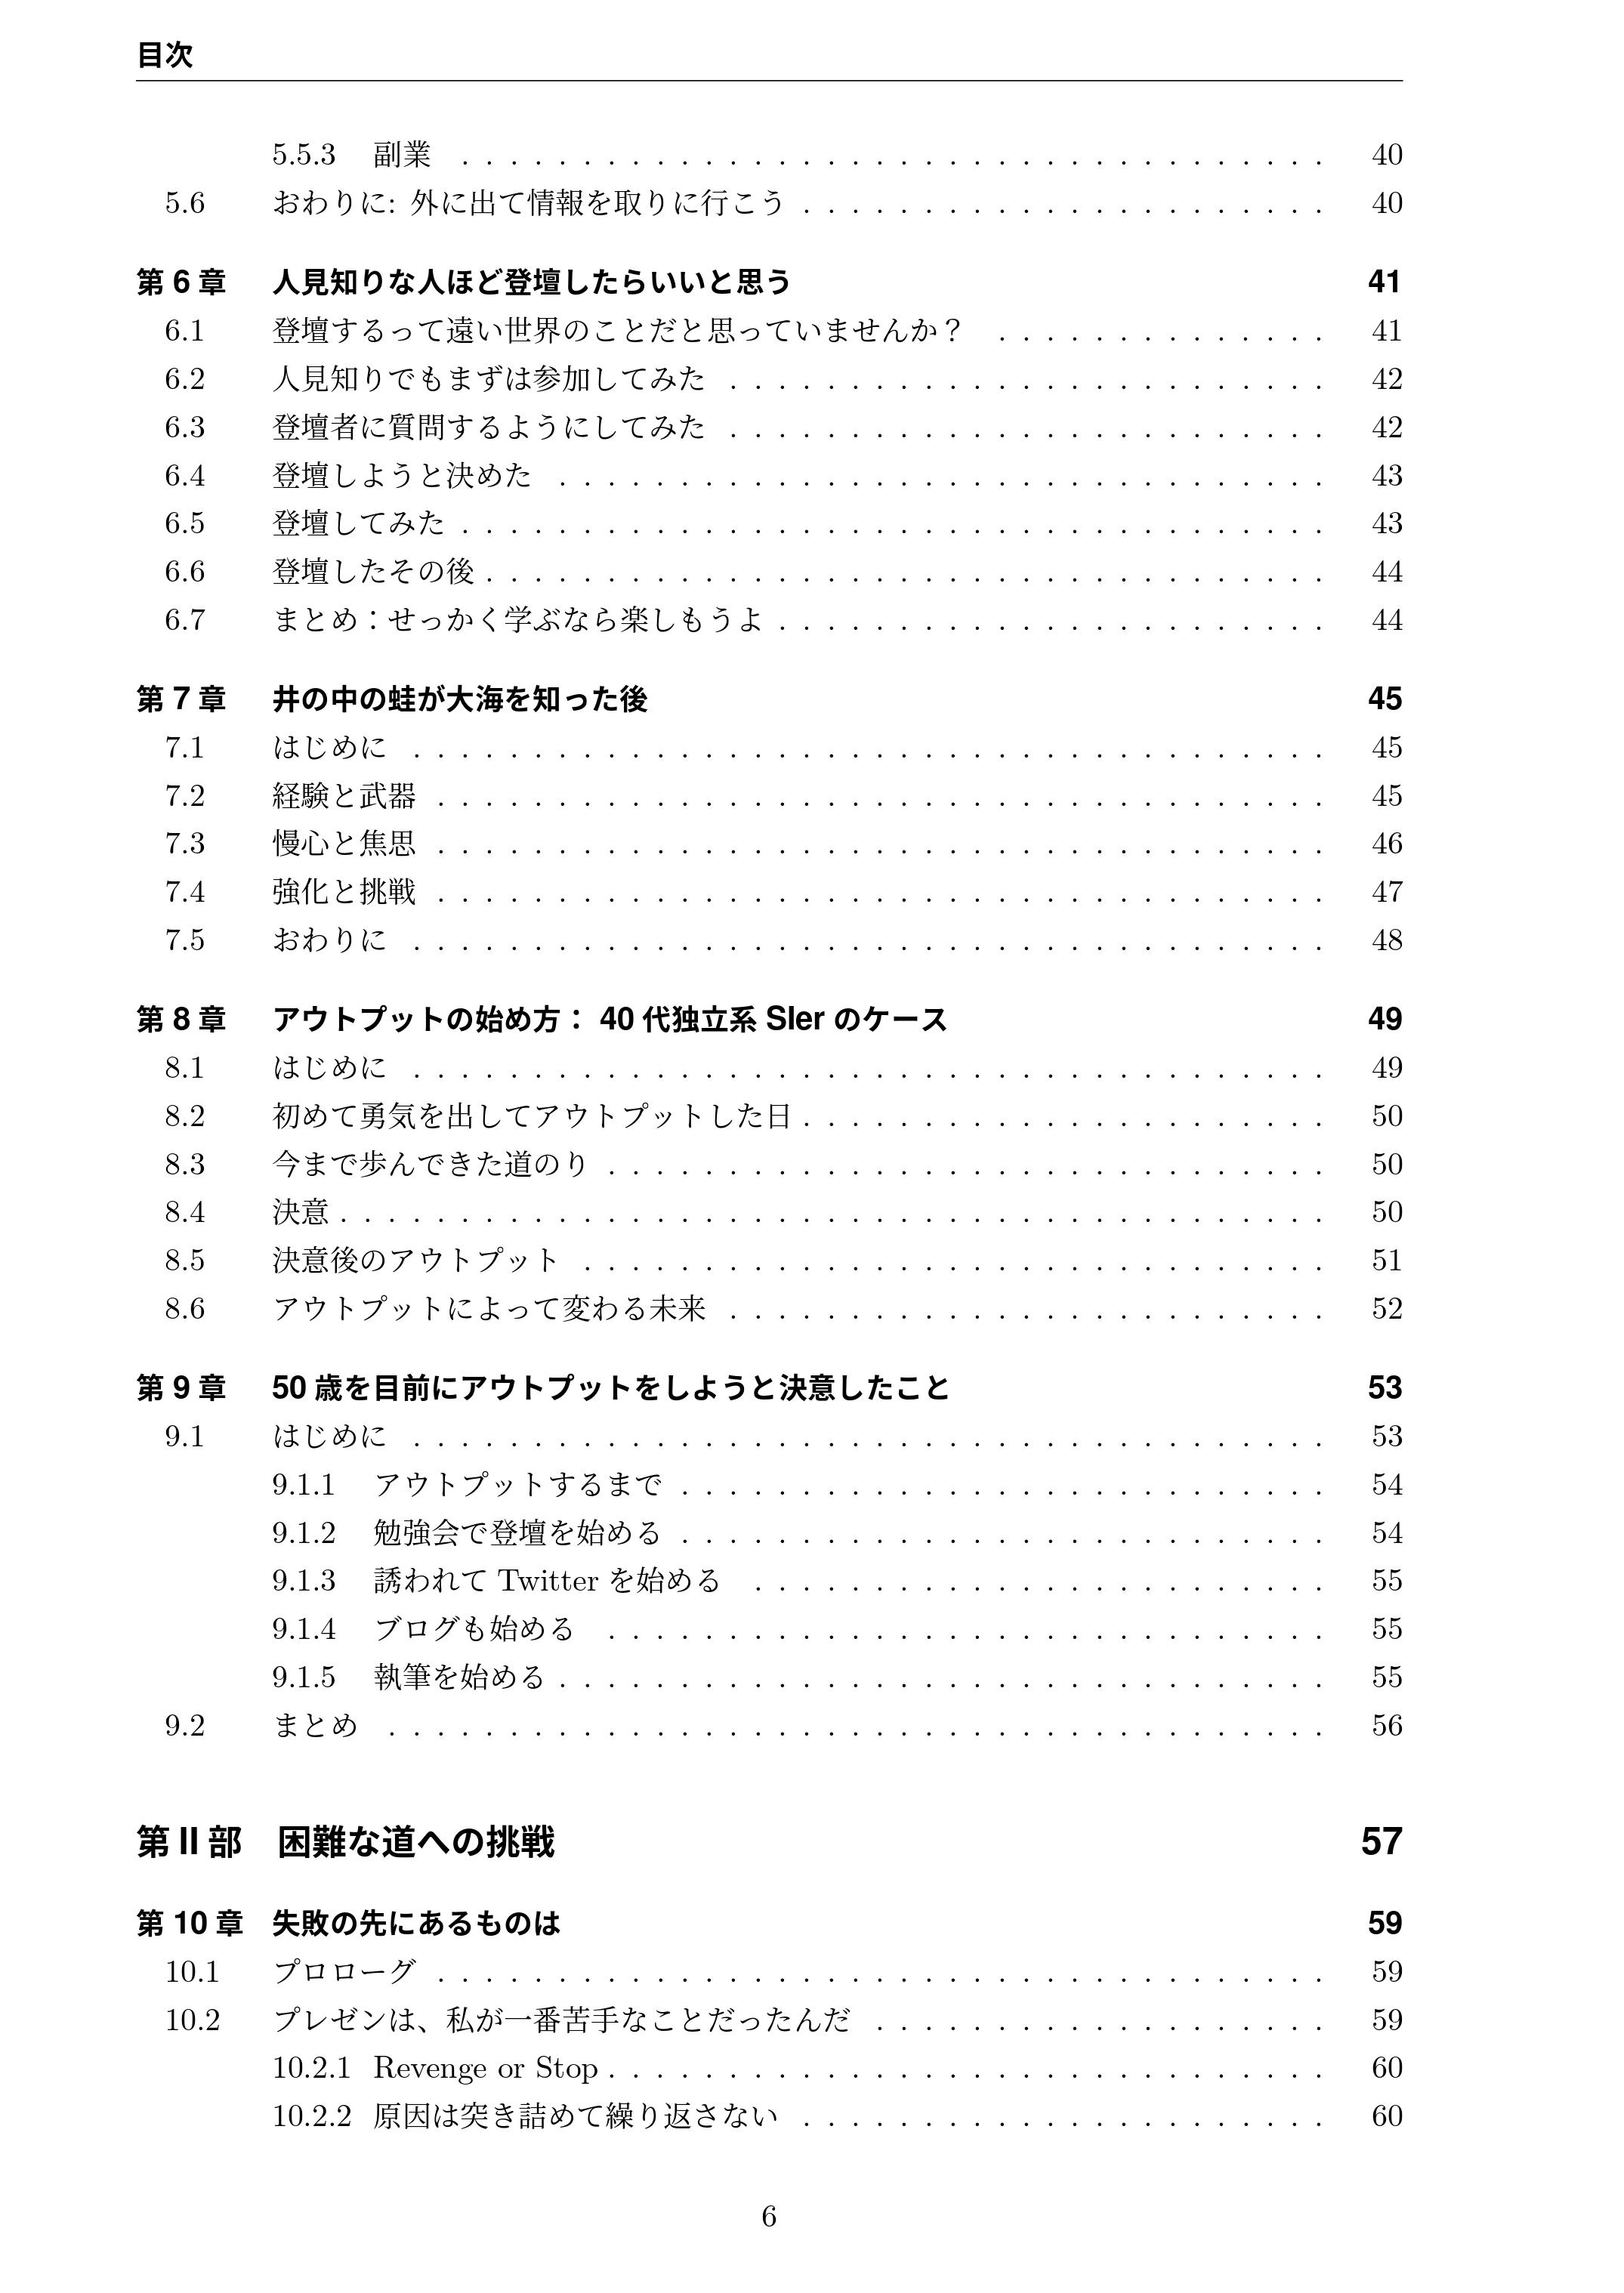 目次
5.5.3 副業 . . . . . . . . . . . . . . . . . . . . . . . . . . . . . . . . . . . . 40
5.6 おわりに: 外に出て情報を取りに行こう . . . . . . . . . . . . . . . . . . . . . . 40
第 6 章 人見知りな人ほど登壇したらいいと思う 41
6.1 登壇するって遠い世界のことだと思っていませんか？ . . . . . . . . . . . . . . 41
6.2 人見知りでもまずは参加してみた . . . . . . . . . . . . . . . . . . . . . . . . . 42
6.3 登壇者に質問するようにしてみた . . . . . . . . . . . . . . . . . . . . . . . . . 42
6.4 登壇しようと決めた . . . . . . . . . . . . . . . . . . . . . . . . . . . . . . . . 43
6.5 登壇してみた . . . . . . . . . . . . . . . . . . . . . . . . . . . . . . . . . . . . 43
6.6 登壇したその後 . . . . . . . . . . . . . . . . . . . . . . . . . . . . . . . . . . . 44
6.7 まとめ：せっかく学ぶなら楽しもうよ . . . . . . . . . . . . . . . . . . . . . . . 44
第 7 章 井の中の蛙が大海を知った後 45
7.1 はじめに . . . . . . . . . . . . . . . . . . . . . . . . . . . . . . . . . . . . . . 45
7.2 経験と武器 . . . . . . . . . . . . . . . . . . . . . . . . . . . . . . . . . . . . . 45
7.3 慢心と焦思 . . . . . . . . . . . . . . . . . . . . . . . . . . . . . . . . . . . . . 46
7.4 強化と挑戦 . . . . . . . . . . . . . . . . . . . . . . . . . . . . . . . . . . . . . 47
7.5 おわりに . . . . . . . . . . . . . . . . . . . . . . . . . . . . . . . . . . . . . . 48
第 8 章 アウトプットの始め方： 40 代独立系 SIer のケース 49
8.1 はじめに . . . . . . . . . . . . . . . . . . . . . . . . . . . . . . . . . . . . . . 49
8.2 初めて勇気を出してアウトプットした日 . . . . . . . . . . . . . . . . . . . . . . 50
8.3 今まで歩んできた道のり . . . . . . . . . . . . . . . . . . . . . . . . . . . . . . 50
8.4 決意 . . . . . . . . . . . . . . . . . . . . . . . . . . . . . . . . . . . . . . . . . 50
8.5 決意後のアウトプット . . . . . . . . . . . . . . . . . . . . . . . . . . . . . . . 51
8.6 アウトプットによって変わる未来 . . . . . . . . . . . . . . . . . . . . . . . . . 52
第 9 章 50 歳を目前にアウトプットをしようと決意したこと 53
9.1 はじめに . . . . . . . . . . . . . . . . . . . . . . . . . . . . . . . . . . . . . . 53
9.1.1 アウトプットするまで . . . . . . . . . . . . . . . . . . . . . . . . . . . 54
9.1.2 勉強会で登壇を始める . . . . . . . . . . . . . . . . . . . . . . . . . . . 54
9.1.3 誘われて Twitter を始める . . . . . . . . . . . . . . . . . . . . . . . . 55
9.1.4 ブログも始める . . . . . . . . . . . . . . . . . . . . . . . . . . . . . . 55
9.1.5 執筆を始める . . . . . . . . . . . . . . . . . . . . . . . . . . . . . . . . 55
9.2 まとめ . . . . . . . . . . . . . . . . . . . . . . . . . . . . . . . . . . . . . . . 56
第 II 部 困難な道への挑戦 57
第 10 章 失敗の先にあるものは 59
10.1 プロローグ . . . . . . . . . . . . . . . . . . . . . . . . . . . . . . . . . . . . . 59
10.2 プレゼンは、私が一番苦手なことだったんだ . . . . . . . . . . . . . . . . . . . 59
10.2.1 Revenge or Stop . . . . . . . . . . . . . . . . . . . . . . . . . . . . . . 60
10.2.2 原因は突き詰めて繰り返さない . . . . . . . . . . . . . . . . . . . . . . 60
6